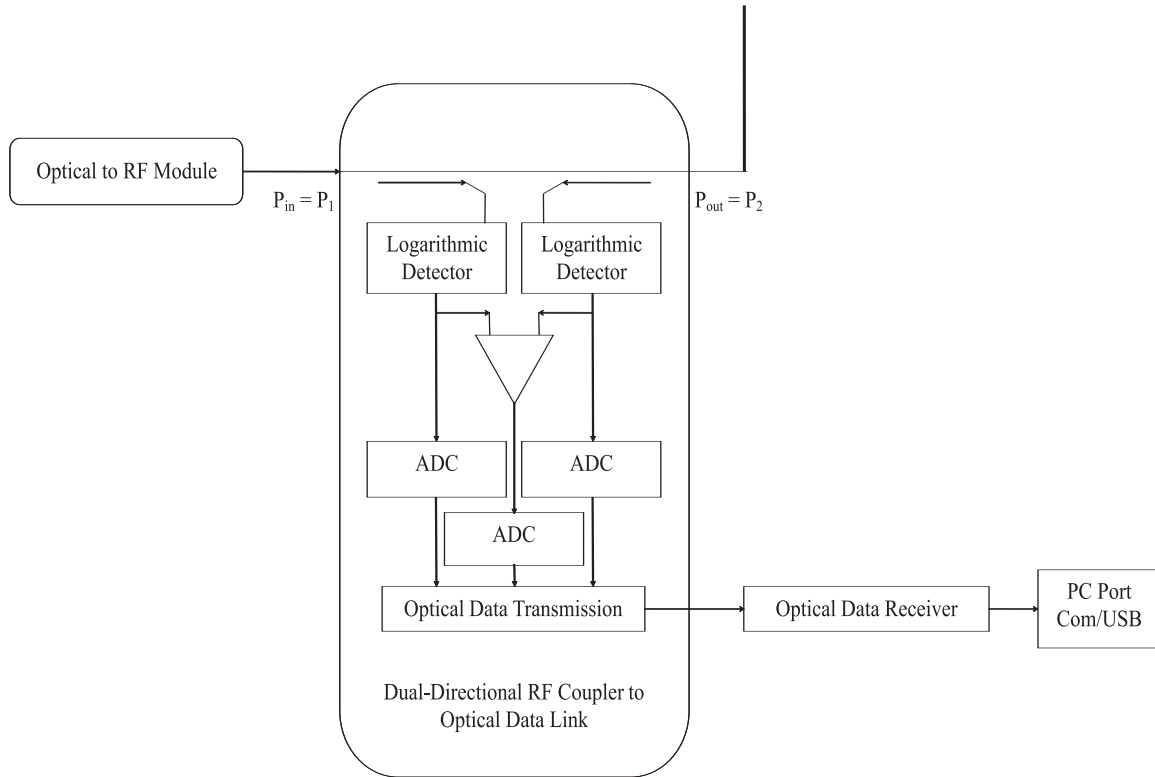 Optical to RF Module
P_in = P_1
P_out = P_2
Logarithmic
Detector
Logarithmic
Detector
ADC
ADC
ADC
Optical Data Transmission
Optical Data Receiver
PC Port
Com/USB
Dual-Directional RF Coupler to
Optical Data Link